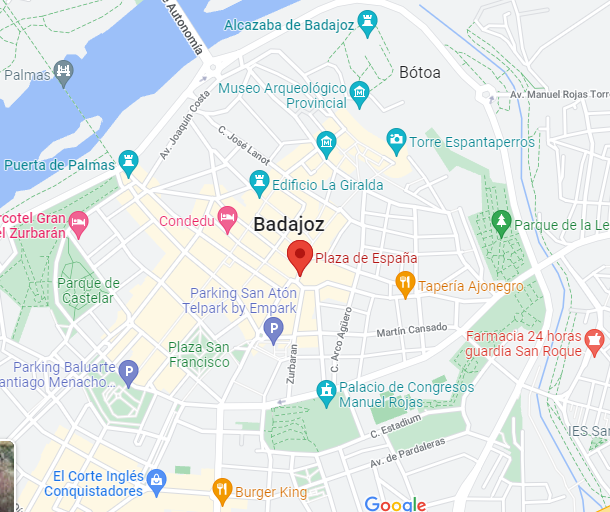 Autonomía
Alcazaba de Badajoz
Palmas
Bótoa
Museo Arqueológico
Provincial
Av. Manuel Rojas Torre
Av. Joaquín Costa
C. José Lanot
Torre Espantaperros
Puerta de Palmas
Edificio La Giralda
rcotel Gran
el Zurbarán
Condedu
Badajoz
Parque de la Le
Plaza de España
Parque de
Castelar
Parking San Atón
Telpark by Empark
P
Tapería Ajonegro
Martín Cansado
Farmacia 24 horas
guardia San Roque
Plaza San
Francisco
Zurbaran
C. Arco Agüero
Parking Baluarte
antiago Menacho...
P
Palacio de Congresos
Manuel Rojas
C. Estadium
IES San
Av. de Pardaleras
El Corte Inglés
Conquistadores
Burger King
Google